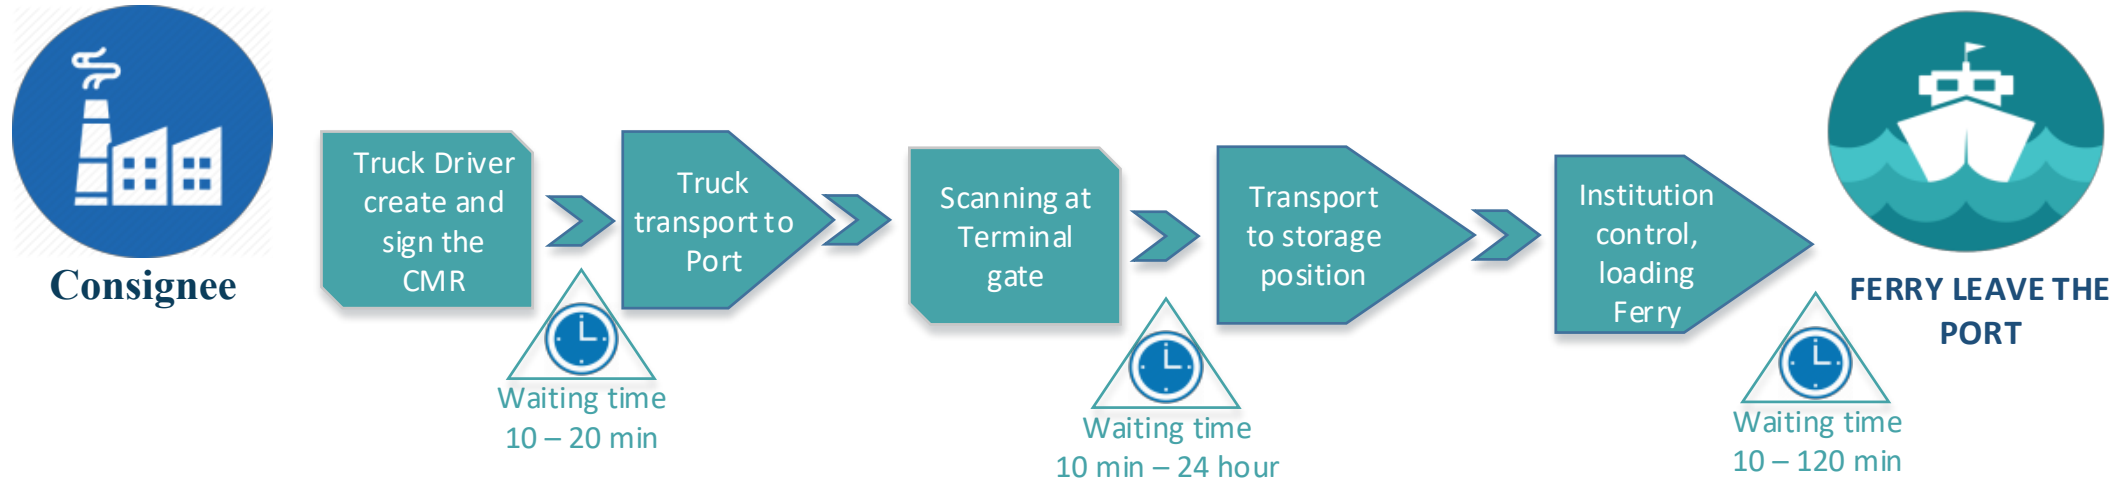 Consignee
Truck Driver
create and
sign the
CMR
Waiting time
10 – 20 min
Truck
transport to
Port
Scanning at
Terminal
gate
Waiting time
10 min – 24 hour
Transport
to storage
position
Institution
control,
loading
Ferry
Waiting time
10 – 120 min
FERRY LEAVE THE
PORT